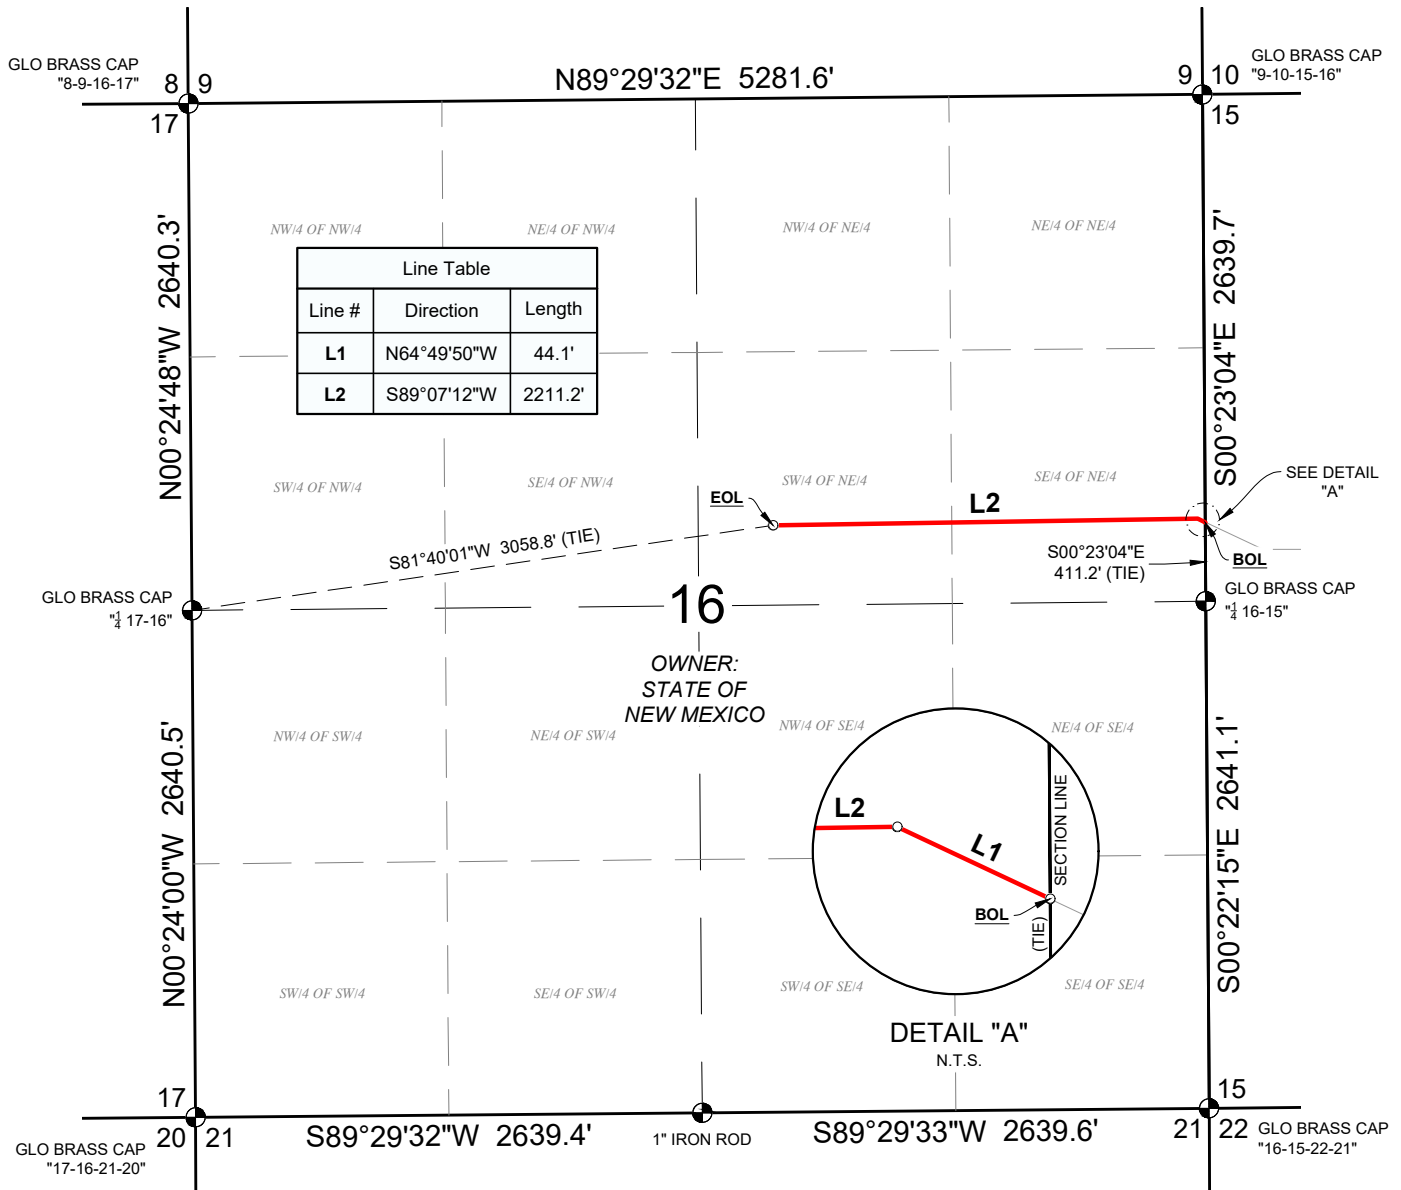 GLO BRASS CAP
"8-9-16-17"
8 9
17
N89°29'32"E 5281.6'
9 10
15
GLO BRASS CAP
"9-10-15-16"
NW/4 OF NW/4
NE/4 OF NW/4
NW/4 OF NE/4
NE/4 OF NE/4
N00°24'48"W 2640.3'
S00°23'04"E 2639.7'
Line Table
Line # Direction Length
L1 N64°49'50"W 44.1'
L2 S89°07'12"W 2211.2'
SW/4 OF NW/4
SE/4 OF NW/4
SW/4 OF NE/4
SE/4 OF NE/4
SEE DETAIL
"A"
EOL
L2
S81°40'01"W 3058.8' (TIE)
S00°23'04"E
411.2' (TIE)
BOL
GLO BRASS CAP
"1/4 17-16"
GLO BRASS CAP
"1/4 16-15"
16
OWNER:
STATE OF
NEW MEXICO
NW/4 OF SW/4
NE/4 OF SW/4
NW/4 OF SE/4
NE/4 OF SE/4
N00°24'00"W 2640.5'
S00°22'15"E 2641.1'
L2
L1
SECTION LINE
BOL
(TIE)
SW/4 OF SW/4
SE/4 OF SW/4
SW/4 OF SE/4
SE/4 OF SE/4
DETAIL "A"
N.T.S.
17
20 21
GLO BRASS CAP
"17-16-21-20"
S89°29'32"W 2639.4'
1" IRON ROD
S89°29'33"W 2639.6'
15
21 22
GLO BRASS CAP
"16-15-22-21"